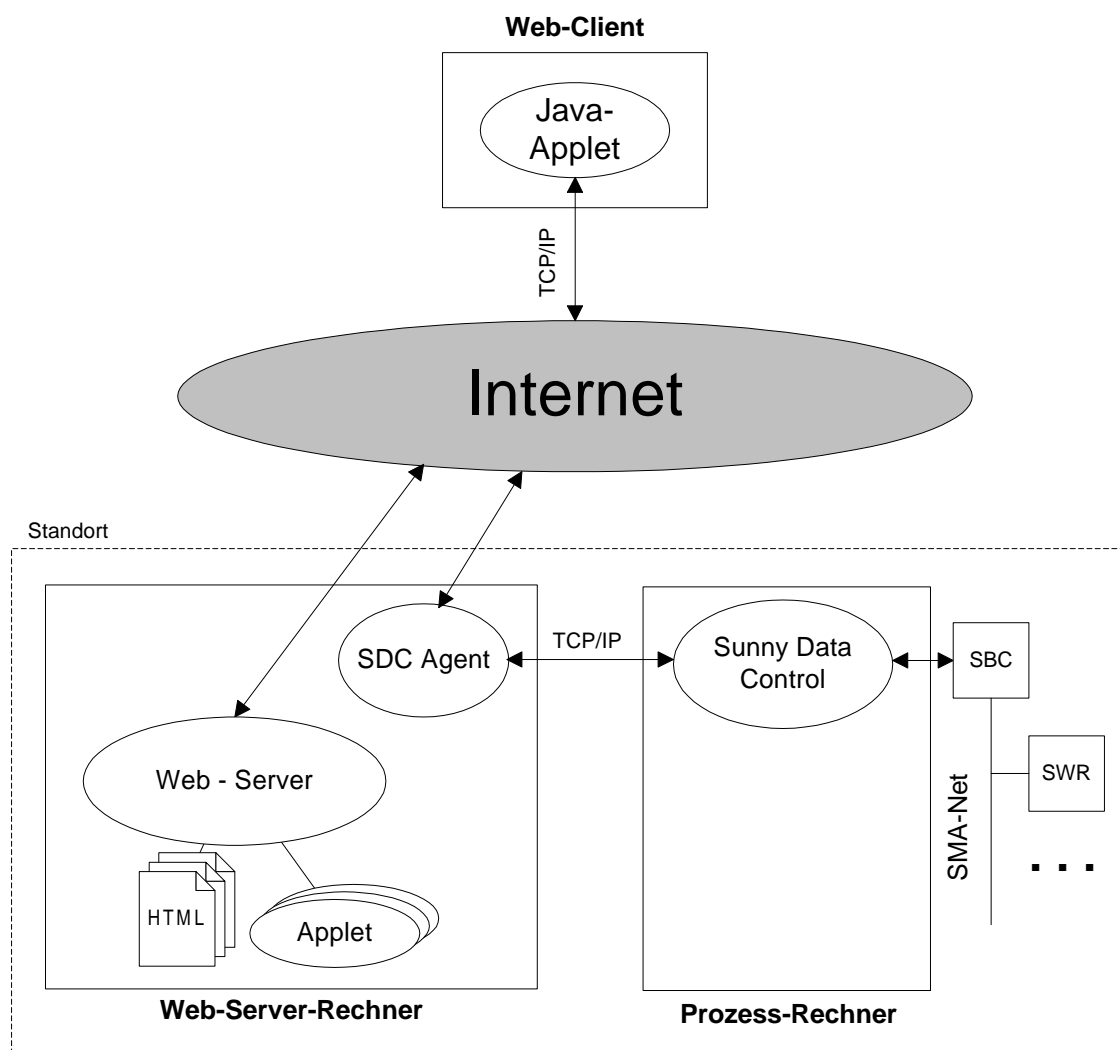 Web-Client
Java-
Applet
TCP/IP
Internet
Standort
SDC Agent
TCP/IP
Sunny Data
Control
SBC
Web - Server
SWR
SMA-Net
. . .
HTML
Applet
Web-Server-Rechner
Prozess-Rechner